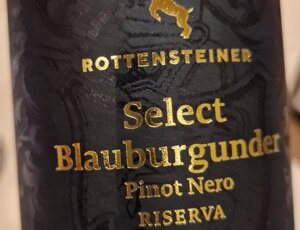 ROTTENSTEINER
Select
Blauburgunder
Pinot Nero
RISERVA